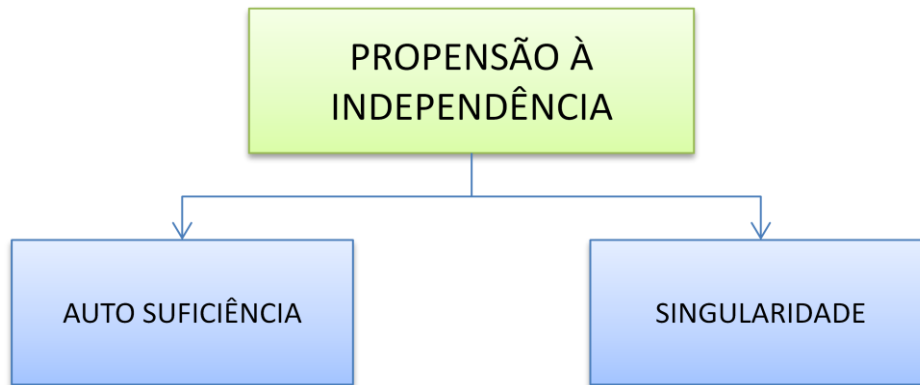 PROPENSÃO À
INDEPENDÊNCIA
AUTO SUFICIÊNCIA
SINGULARIDADE